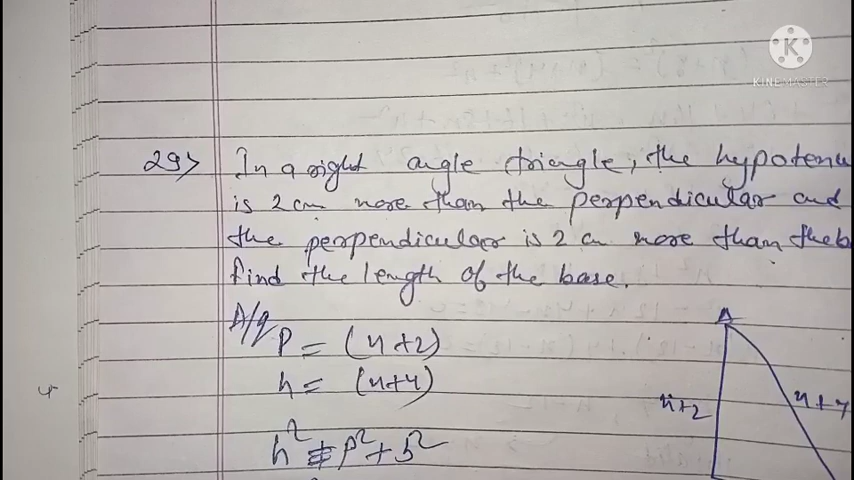 K
KINEMASTER
29> In a right angle triangle, the hypotenu
is 2 cm more than the perpendicular and
the perpendicular is 2 cm more than the b
find the length of the base.
A/q
P = (x+2)
h = (x+4)
h² = P² + b²
A
x+2
x+4